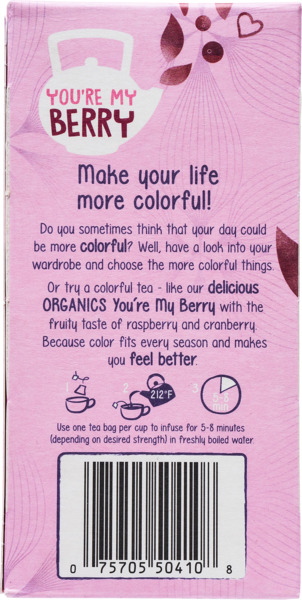 YOU'RE MY
BERRY
Make your life
more colorful!
Do you sometimes think that your day could
be more colorful? Well, have a look into your
wardrobe and choose the more colorful things.
Or try a colorful tea - like our delicious
ORGANICS You're My Berry with the
fruity taste of raspberry and cranberry.
Because color fits every season and makes
you feel better.
1 2 3
212°F
5-8
min
Use one tea bag per cup to infuse for 5-8 minutes
(depending on desired strength) in freshly boiled water.
0 75705 50410 8